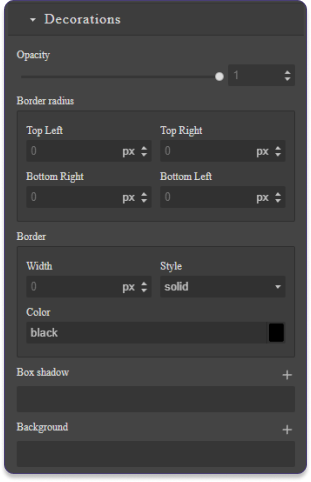 Decorations
Opacity
1
Border radius
Top Left Top Right
0 px 0 px
Bottom Right Bottom Left
0 px 0 px
Border
Width Style
0 px solid
Color
black
Box shadow +
Background +